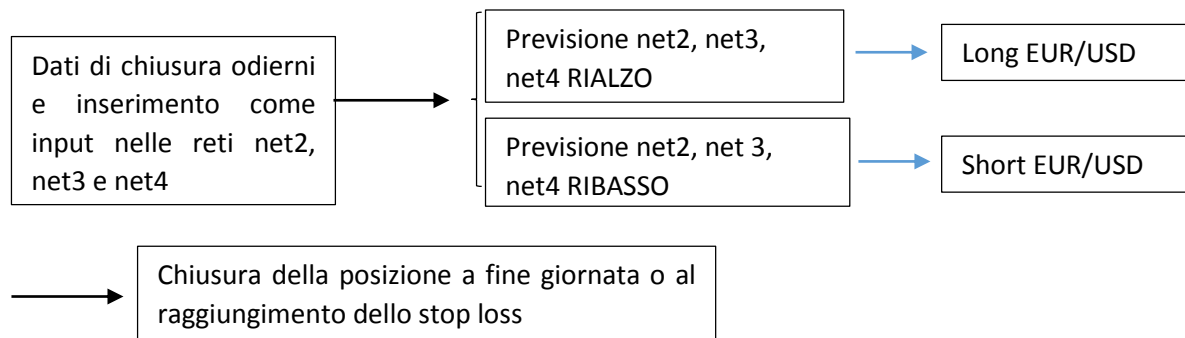 Dati di chiusura odierni
e inserimento come
input nelle reti net2,
net3 e net4
Previsione net2, net3,
net4 RIALZO
Long EUR/USD
Previsione net2, net 3,
net4 RIBASSO
Short EUR/USD
Chiusura della posizione a fine giornata o al
raggiungimento dello stop loss